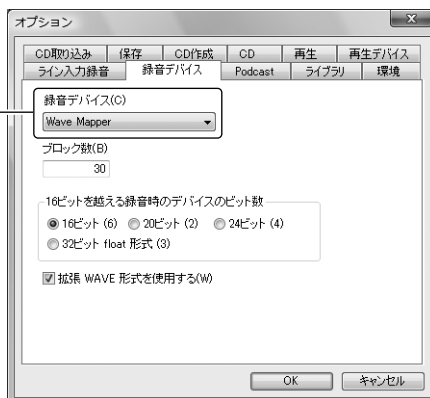 オプション
CD取り込み 保存 CD作成 CD 再生 再生デバイス
ライン入力録音 録音デバイス Podcast ライブラリ 環境
録音デバイス(C)
Wave Mapper
ブロック数(B)
30
16ビットを越える録音時のデバイスのビット数
16ビット (6) 20ビット (2) 24ビット (4)
32ビット float 形式 (3)
拡張 WAVE 形式を使用する(W)
OK キャンセル